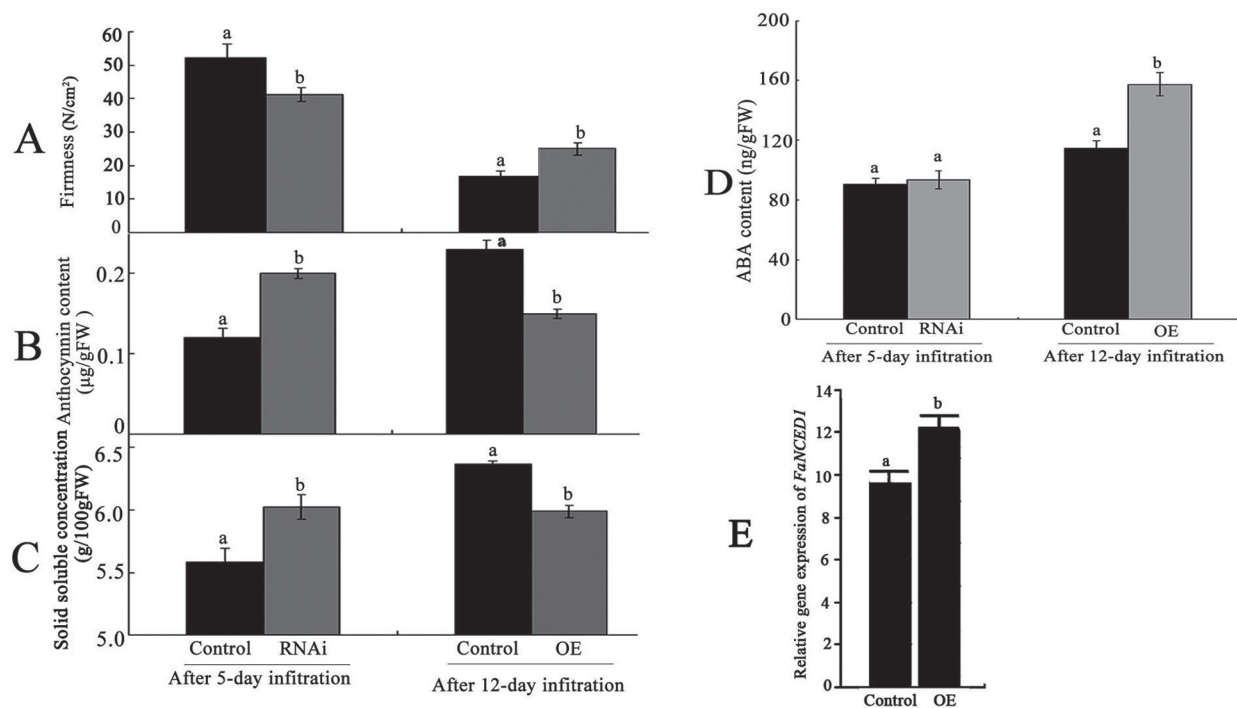 A
Firmness (N/cm²)
60
50
40
30
20
10
0
a
b
a
b
B
Anthocynnin content
(µg/gFW )
0.2
0.1
0
a
b
a
b
C
Solid soluble concentration
(g/100gFW)
6.5
6.0
5.5
5.0
a
b
a
b
Control RNAi Control OE
After 5-day infitration After 12-day infitration
D
ABA content (ng/gFW)
200
160
120
80
40
0
a
a
a
b
Control RNAi Control OE
After 5-day infitration After 12-day infitration
E
Relative gene expression of FaNCED1
14
12
10
8
6
4
2
0
a
b
Control OE